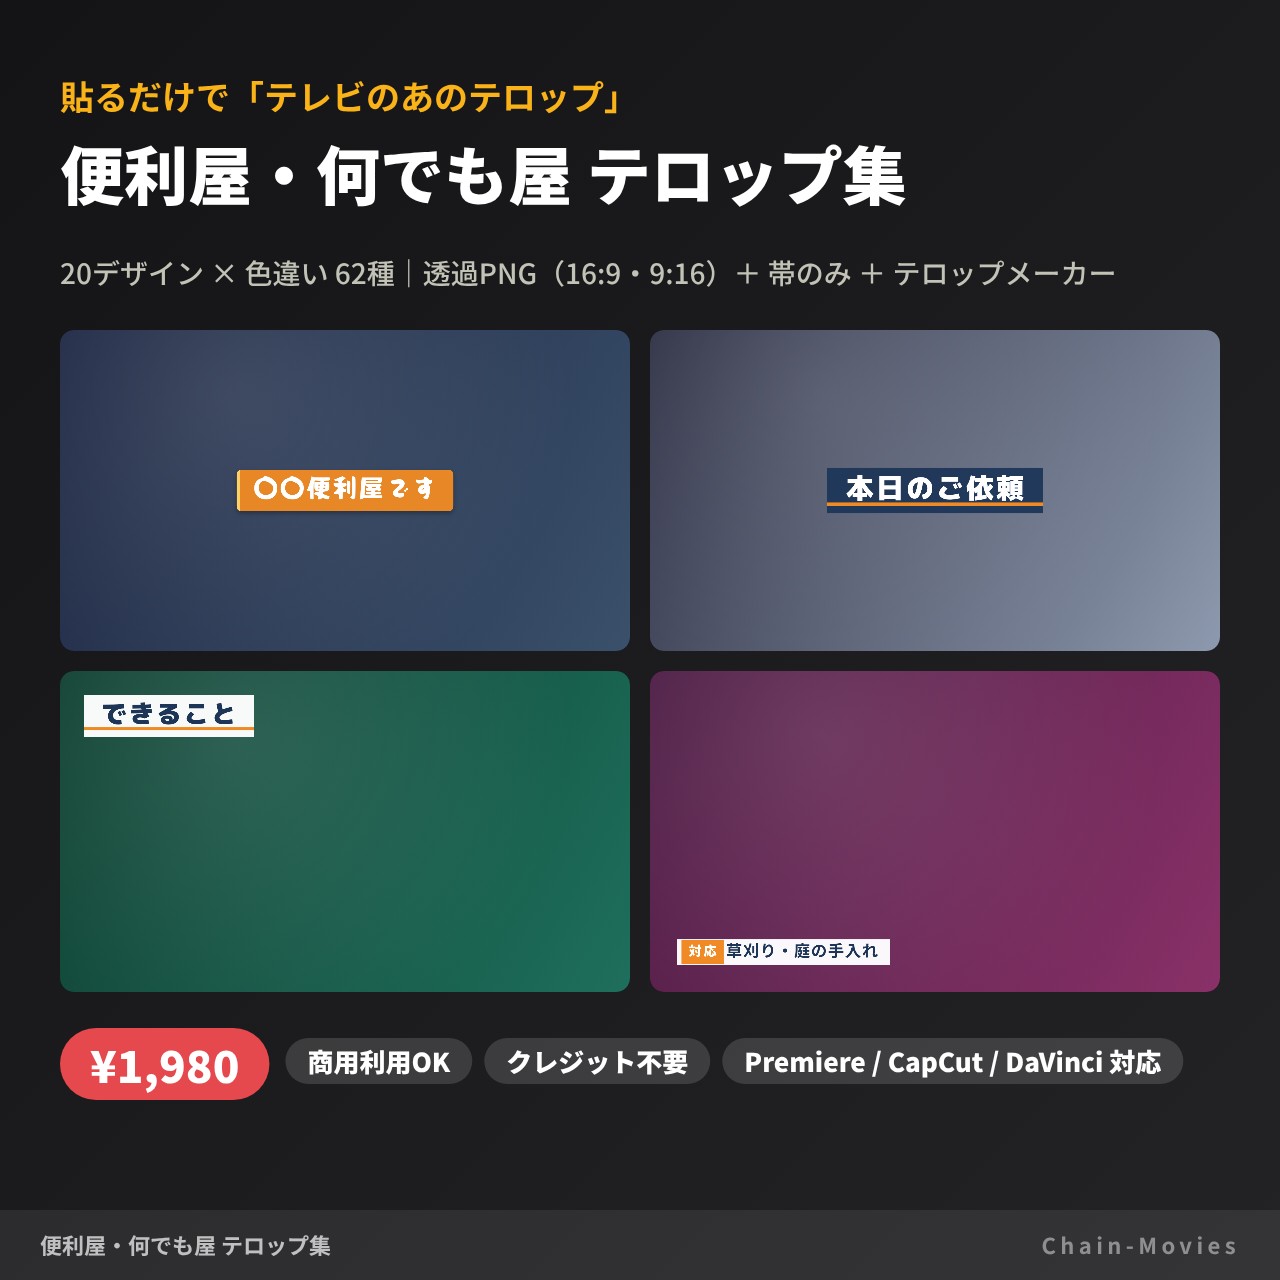 貼るだけで「テレビのあのテロップ」
便利屋・何でも屋 テロップ集
20デザイン × 色違い 62種｜透過PNG（16:9・9:16）＋ 帯のみ ＋ テロップメーカー
〇〇便利屋です
本日のご依頼
できること
対応 草刈り・庭の手入れ
¥1,980
商用利用OK
クレジット不要
Premiere / CapCut / DaVinci 対応
便利屋・何でも屋 テロップ集
Chain-Movies